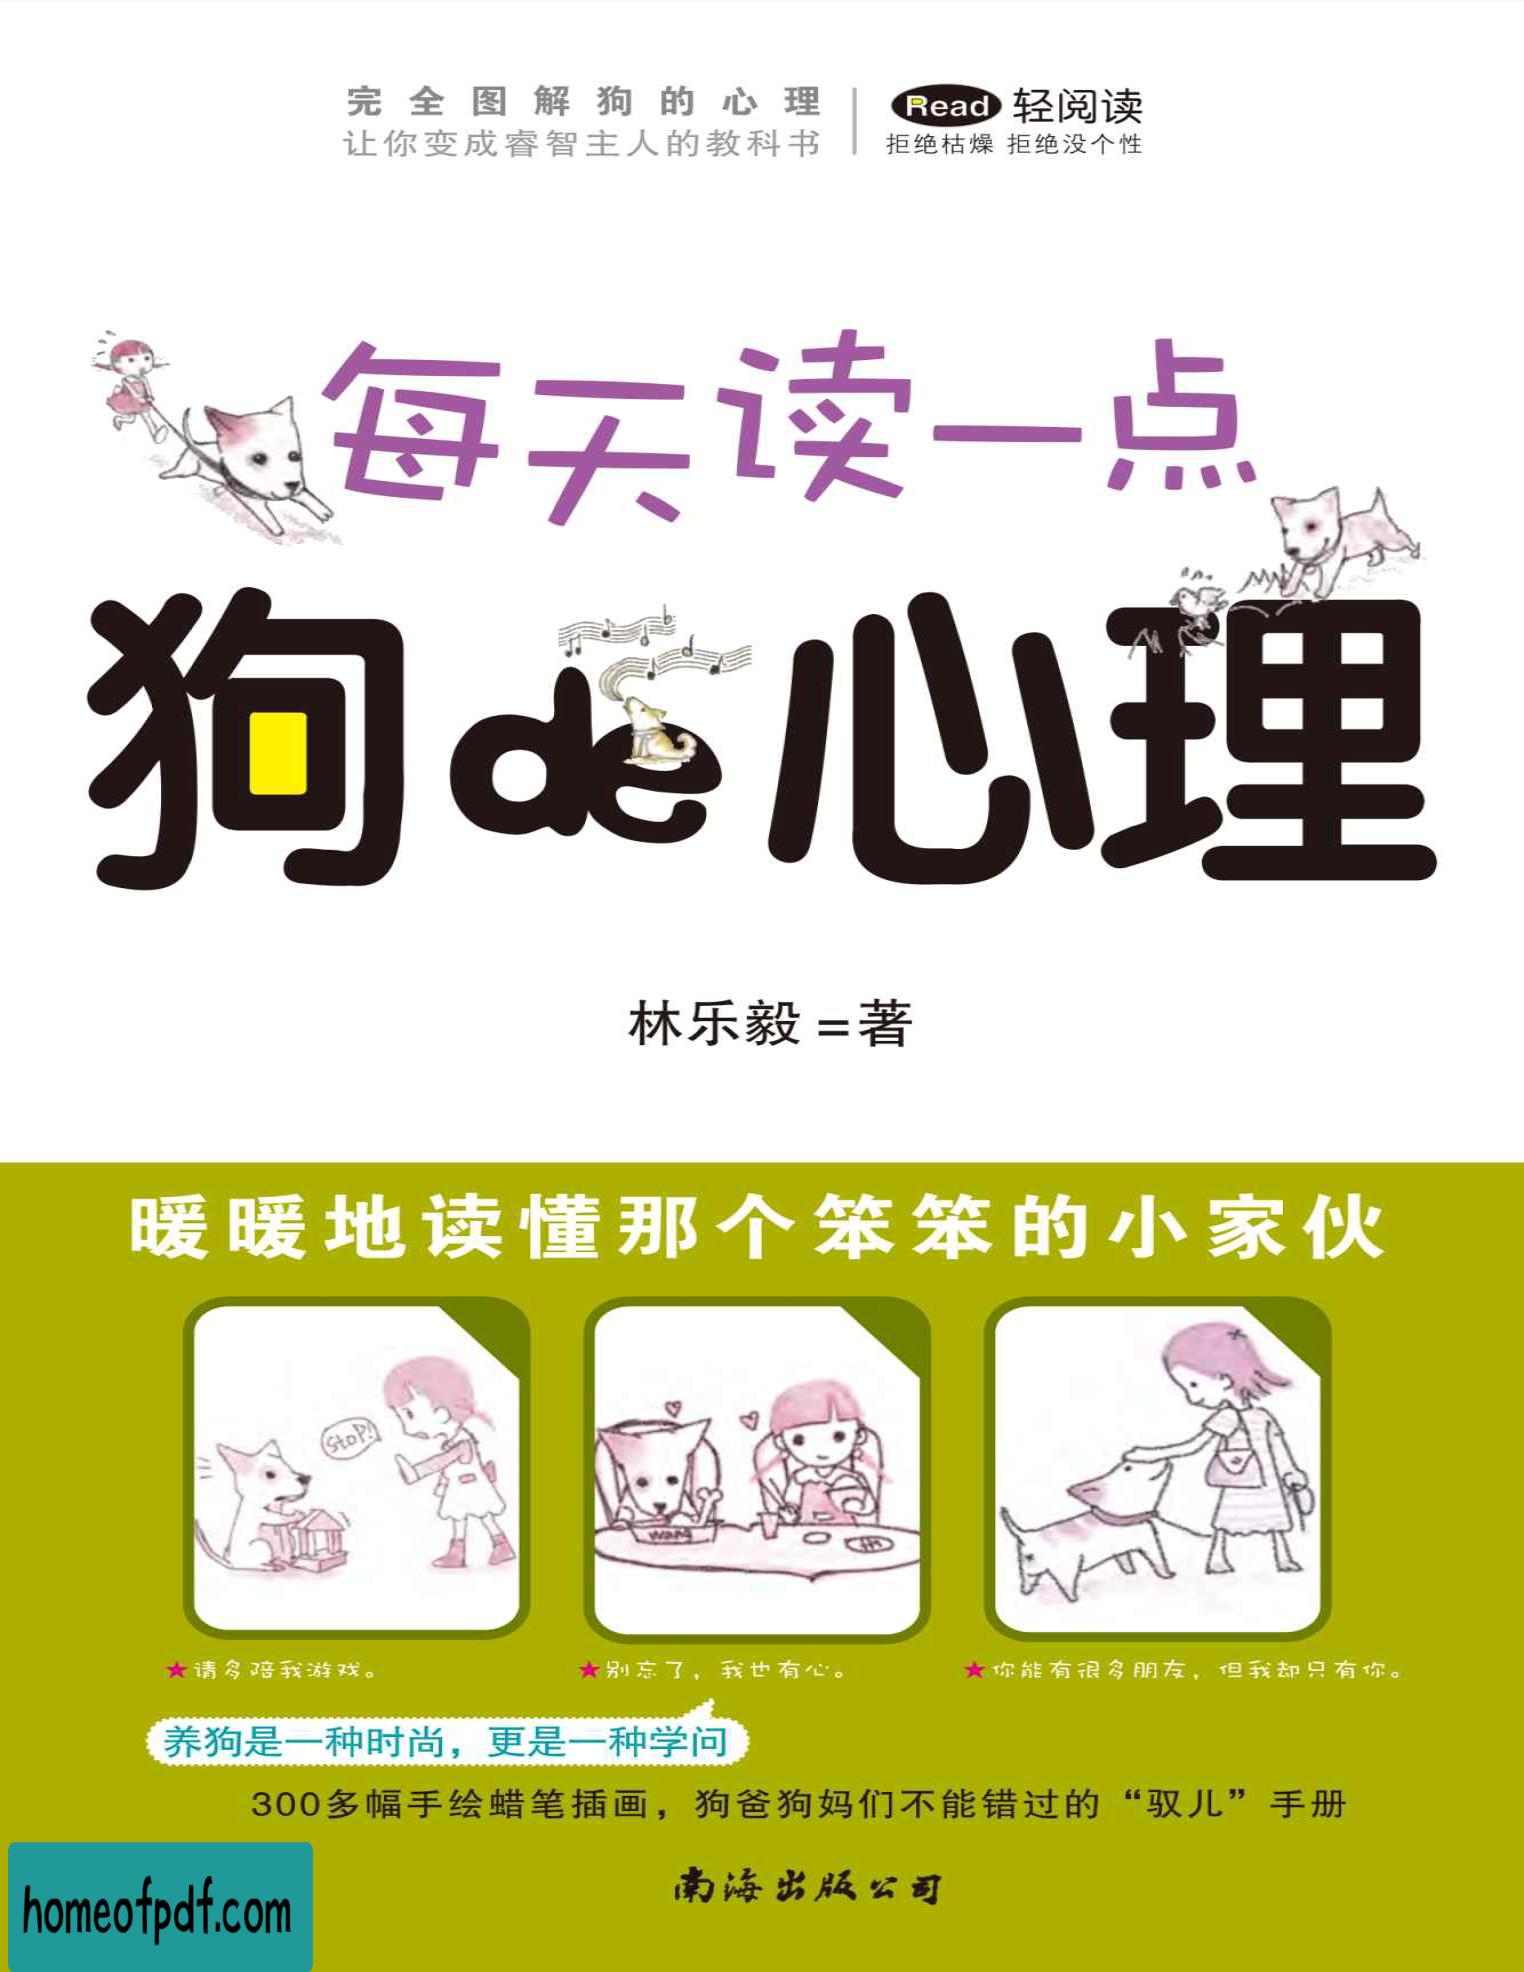 完全图解狗的心理
让你变成睿智主人的教科书
Read 轻阅读
拒绝枯燥 拒绝没个性
每天读一点
狗de心理
林乐毅=著
暖暖地读懂那个笨笨的小家伙
STOP!
wang
★请多陪我游戏。
★别忘了，我也有心。
★你能有很多朋友，但我却只有你。
养狗是一种时尚，更是一种学问
300多幅手绘蜡笔插画，狗爸狗妈们不能错过的“驭儿”手册
南海出版公司
homeofpdf.com